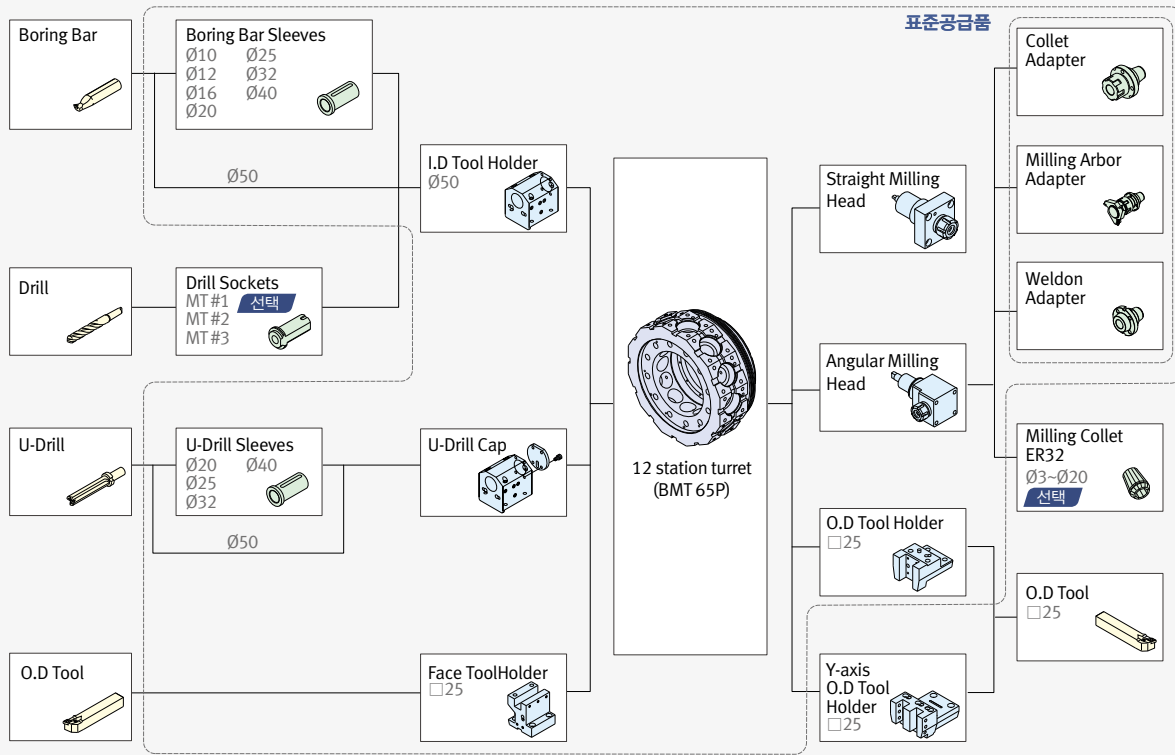 표준공급품
Boring Bar
Boring Bar Sleeves
Ø10 Ø25
Ø12 Ø32
Ø16 Ø40
Ø20
Ø50
I.D Tool Holder
Ø50
Drill
Drill Sockets
MT #1 선택
MT #2
MT #3
U-Drill
U-Drill Sleeves
Ø20 Ø40
Ø25
Ø32
Ø50
U-Drill Cap
O.D Tool
Face ToolHolder
□25
12 station turret
(BMT 65P)
Straight Milling
Head
Angular Milling
Head
O.D Tool Holder
□25
Y-axis
O.D Tool
Holder
□25
Collet
Adapter
Milling Arbor
Adapter
Weldon
Adapter
Milling Collet
ER32
Ø3~Ø20
선택
O.D Tool
□25